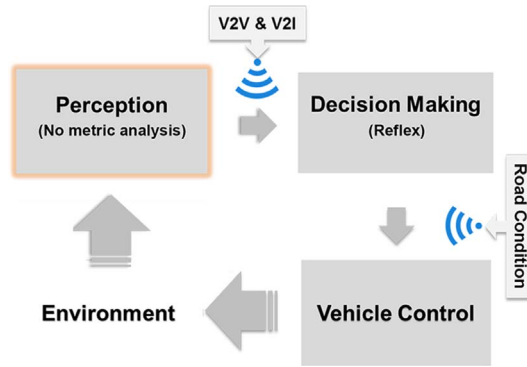 V2V & V2I
Perception
(No metric analysis)
Decision Making
(Reflex)
Road Condition
Environment
Vehicle Control